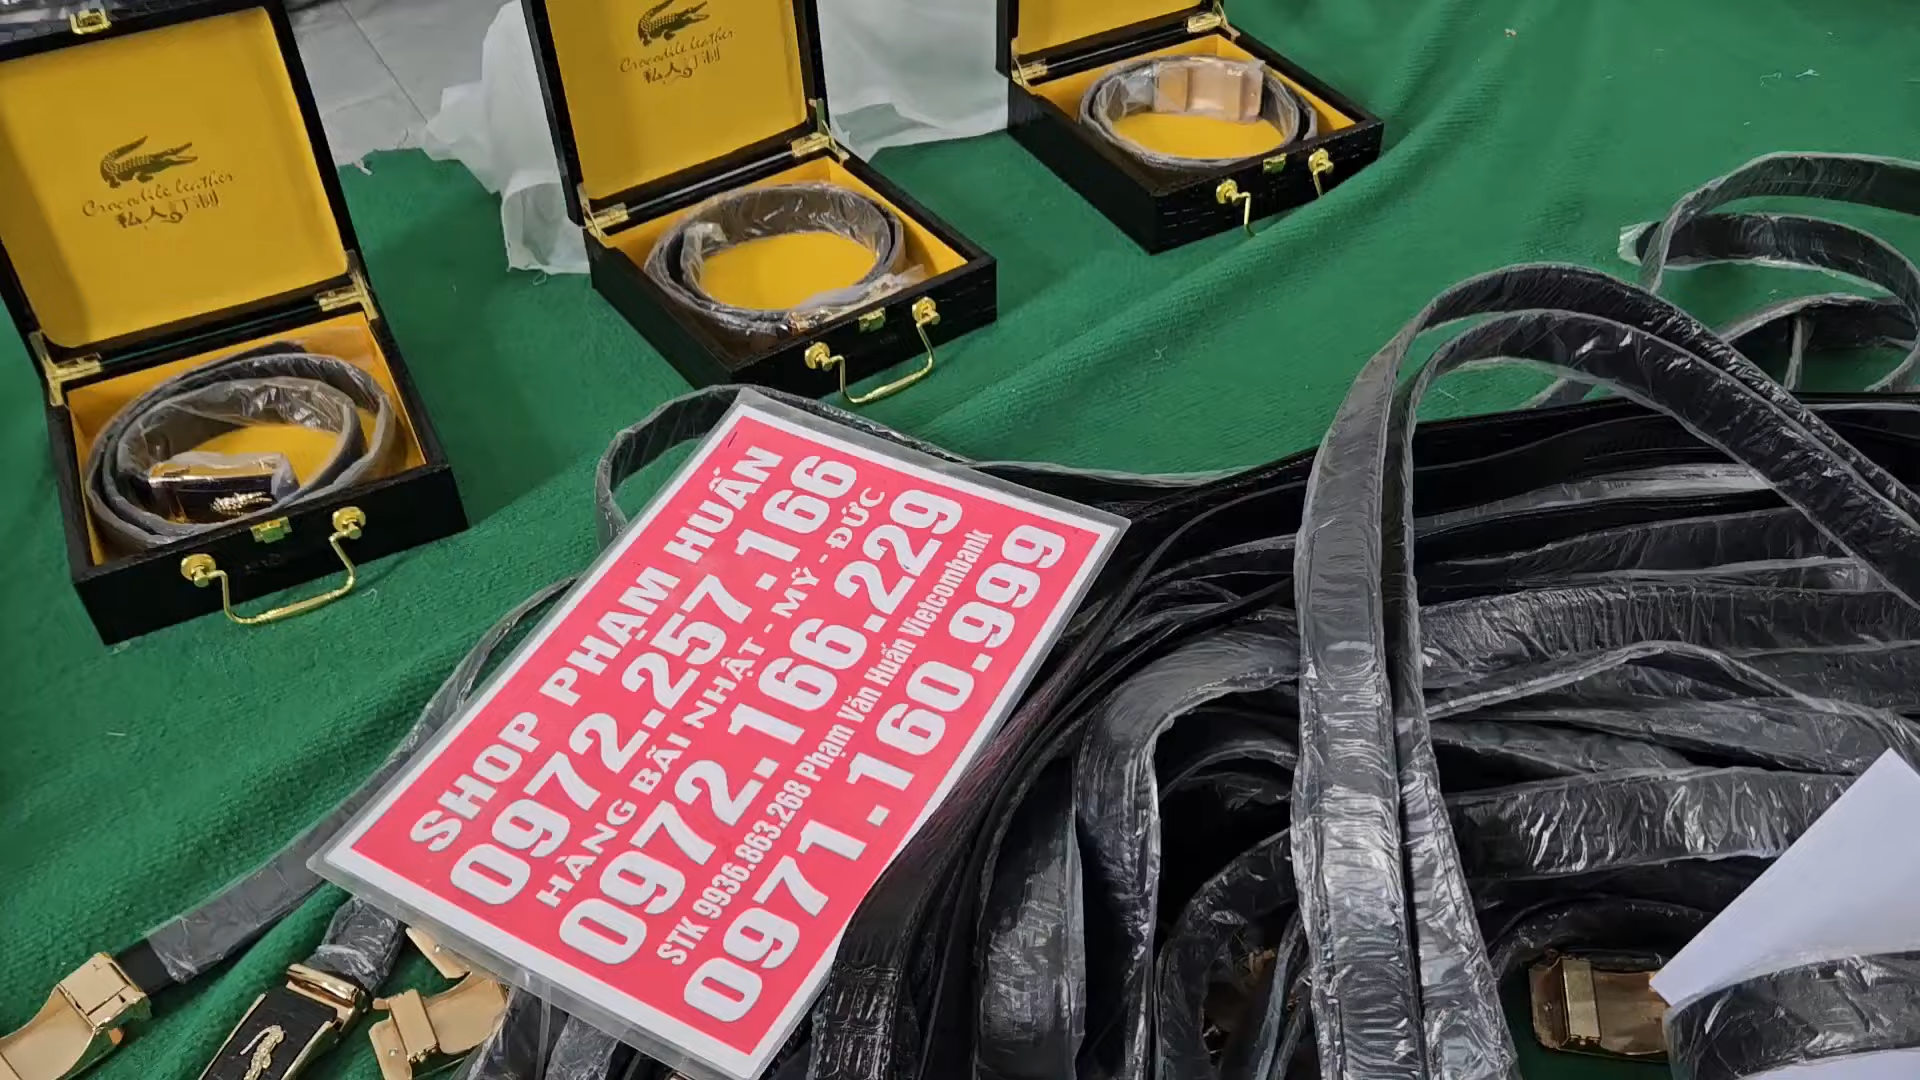 Crocodile leather
私人订制
Crocodile leather
私人订制
SHOP PHẠM HUẤN
0972.257.166
HÀNG BÃI NHẬT - MỸ - ĐỨC
0972.166.229
STK 9936.863.268 Phạm Văn Huấn Vietcombank
0971.160.999